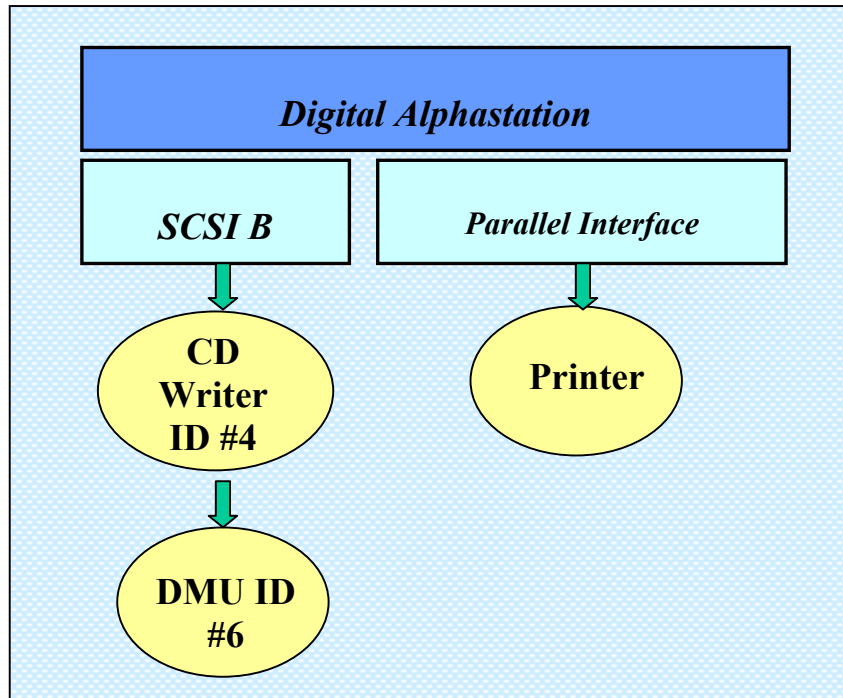 Digital Alphastation
SCSI B
Parallel Interface
CD
Writer
ID #4
Printer
DMU ID
#6